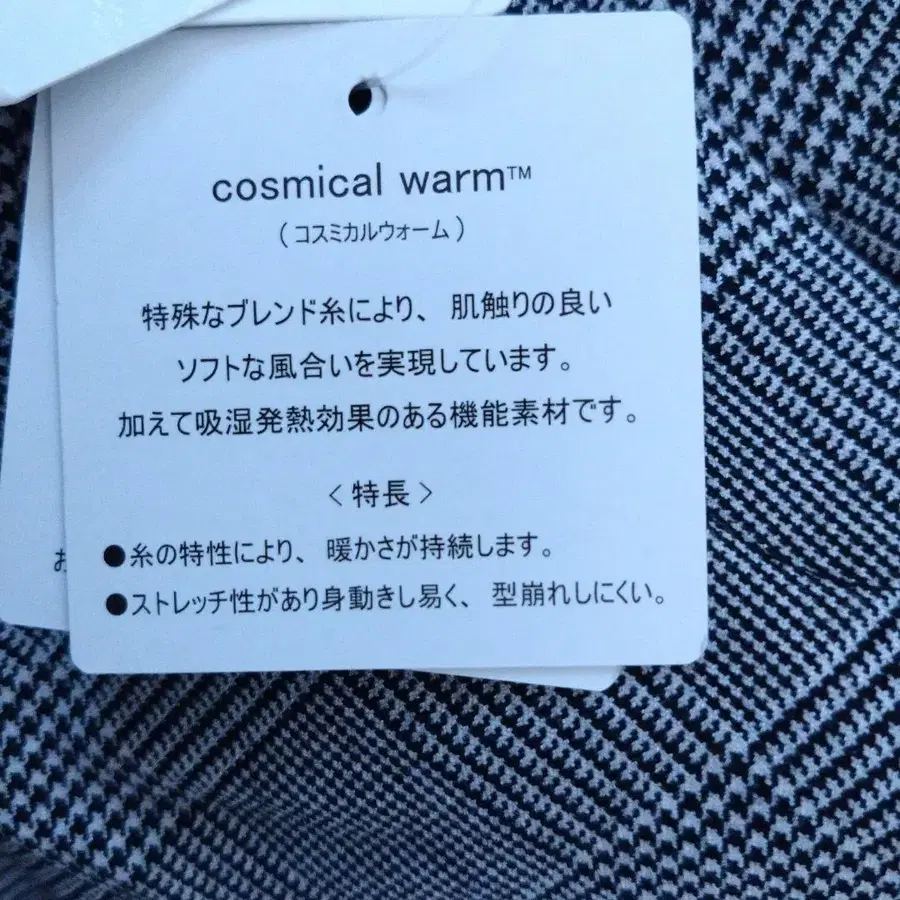 cosmical warm™
(コスミカルウォーム)
特殊なブレンド糸により、肌触りの良い
ソフトな風合いを実現しています。
加えて吸湿発熱効果のある機能素材です。
<特長>
●糸の特性により、暖かさが持続します。
●ストレッチ性があり身動きし易く、型崩れしにくい。
お